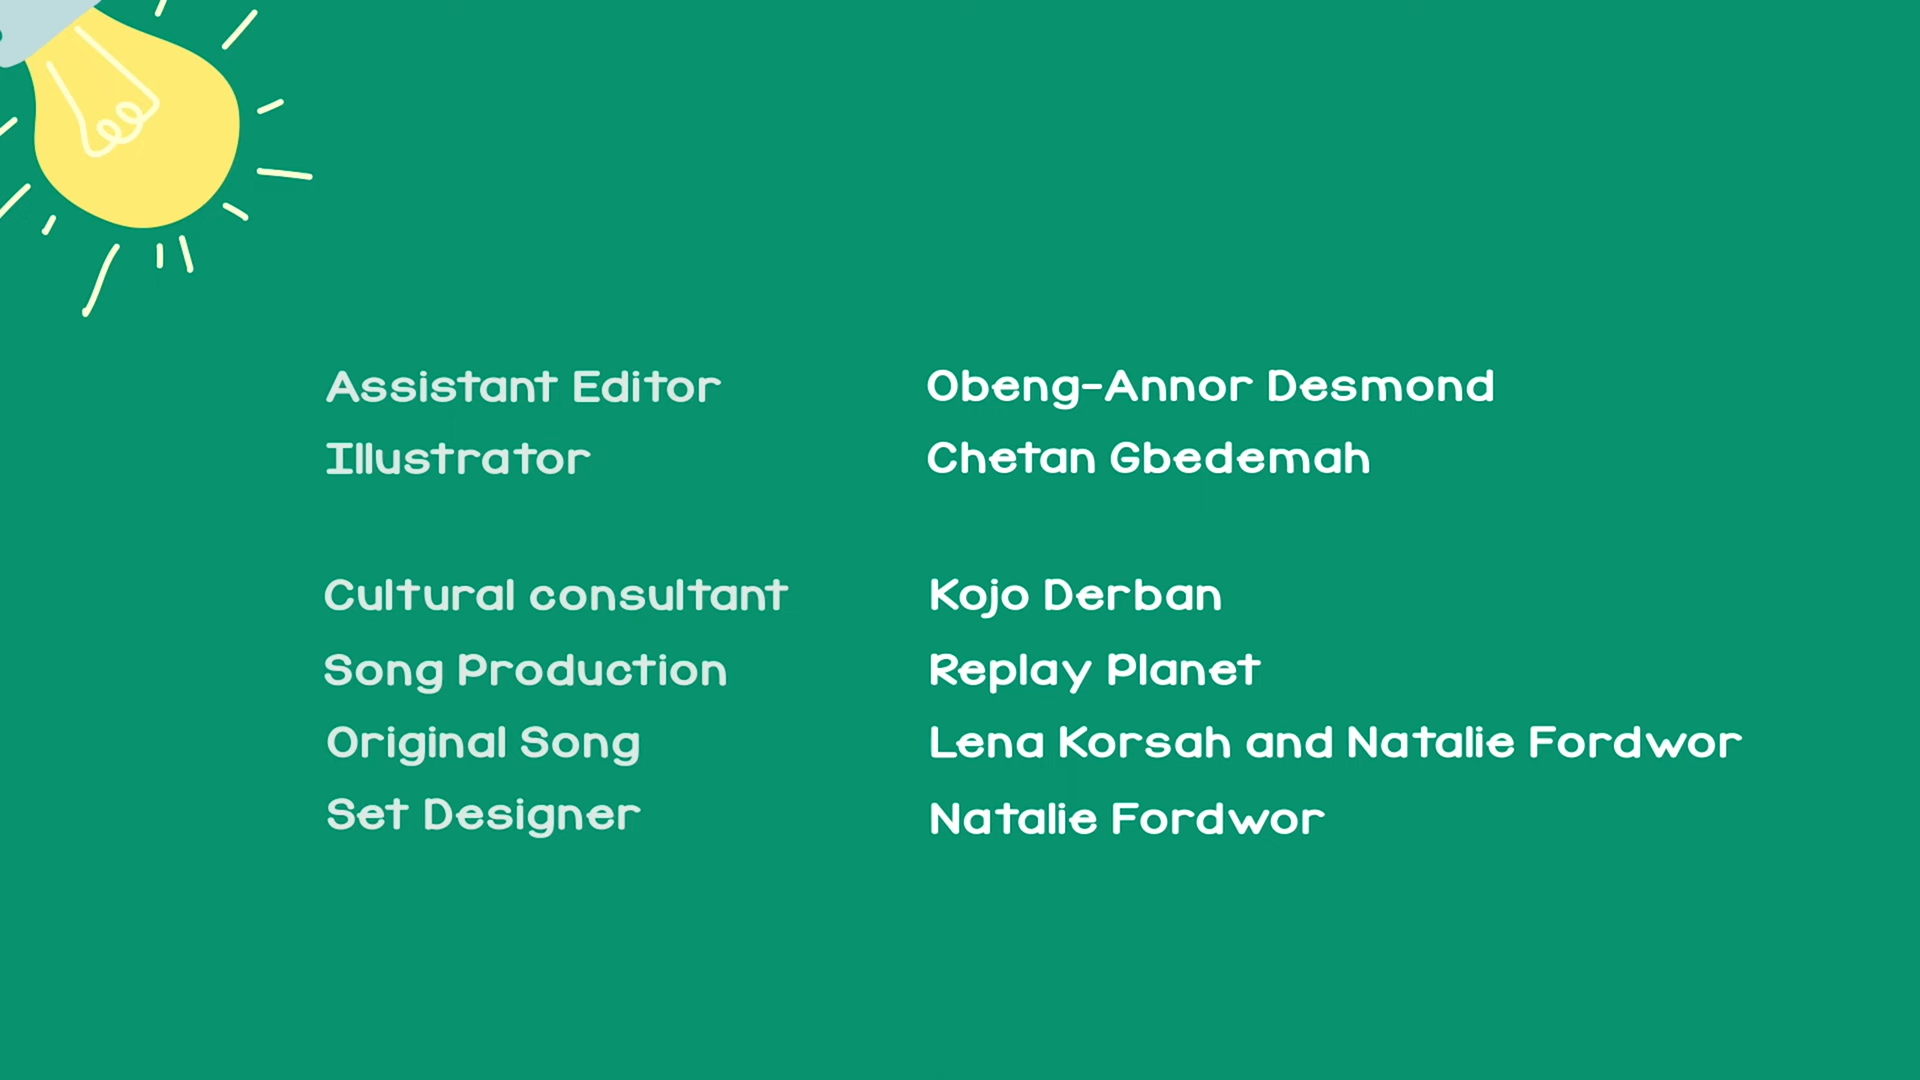 Assistant Editor Obeng-Annor Desmond
Illustrator Chetan Gbedemah
Cultural consultant Kojo Derban
Song Production Replay Planet
Original Song Lena Korsah and Natalie Fordwor
Set Designer Natalie Fordwor